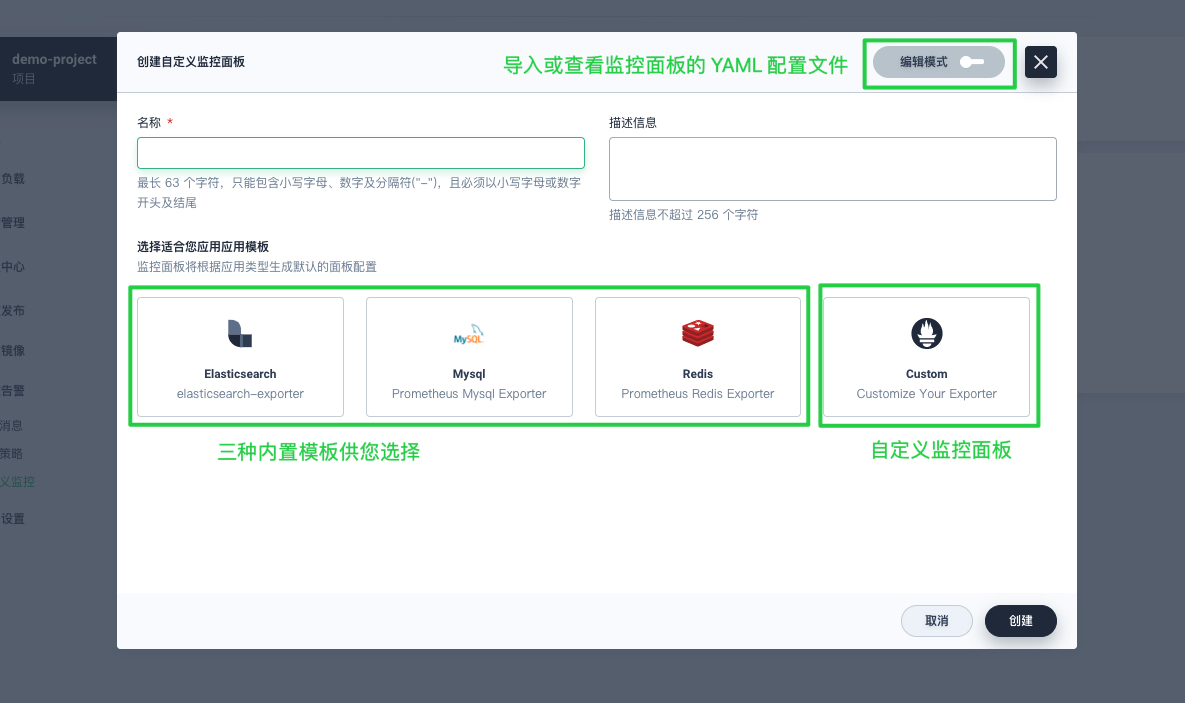 demo-project
项目
负载
管理
中心
发布
镜像
告警
消息
策略
义监控
设置
创建自定义监控面板
导入或查看监控面板的 YAML 配置文件
编辑模式
名称 *
最长 63 个字符，只能包含小写字母、数字及分隔符("-")，且必须以小写字母或数字
开头及结尾
描述信息
描述信息不超过 256 个字符
选择适合您应用应用模板
监控面板将根据应用类型生成默认的面板配置
Elasticsearch
elasticsearch-exporter
MySQL
Mysql
Prometheus Mysql Exporter
Redis
Prometheus Redis Exporter
Custom
Customize Your Exporter
三种内置模板供您选择
自定义监控面板
取消
创建